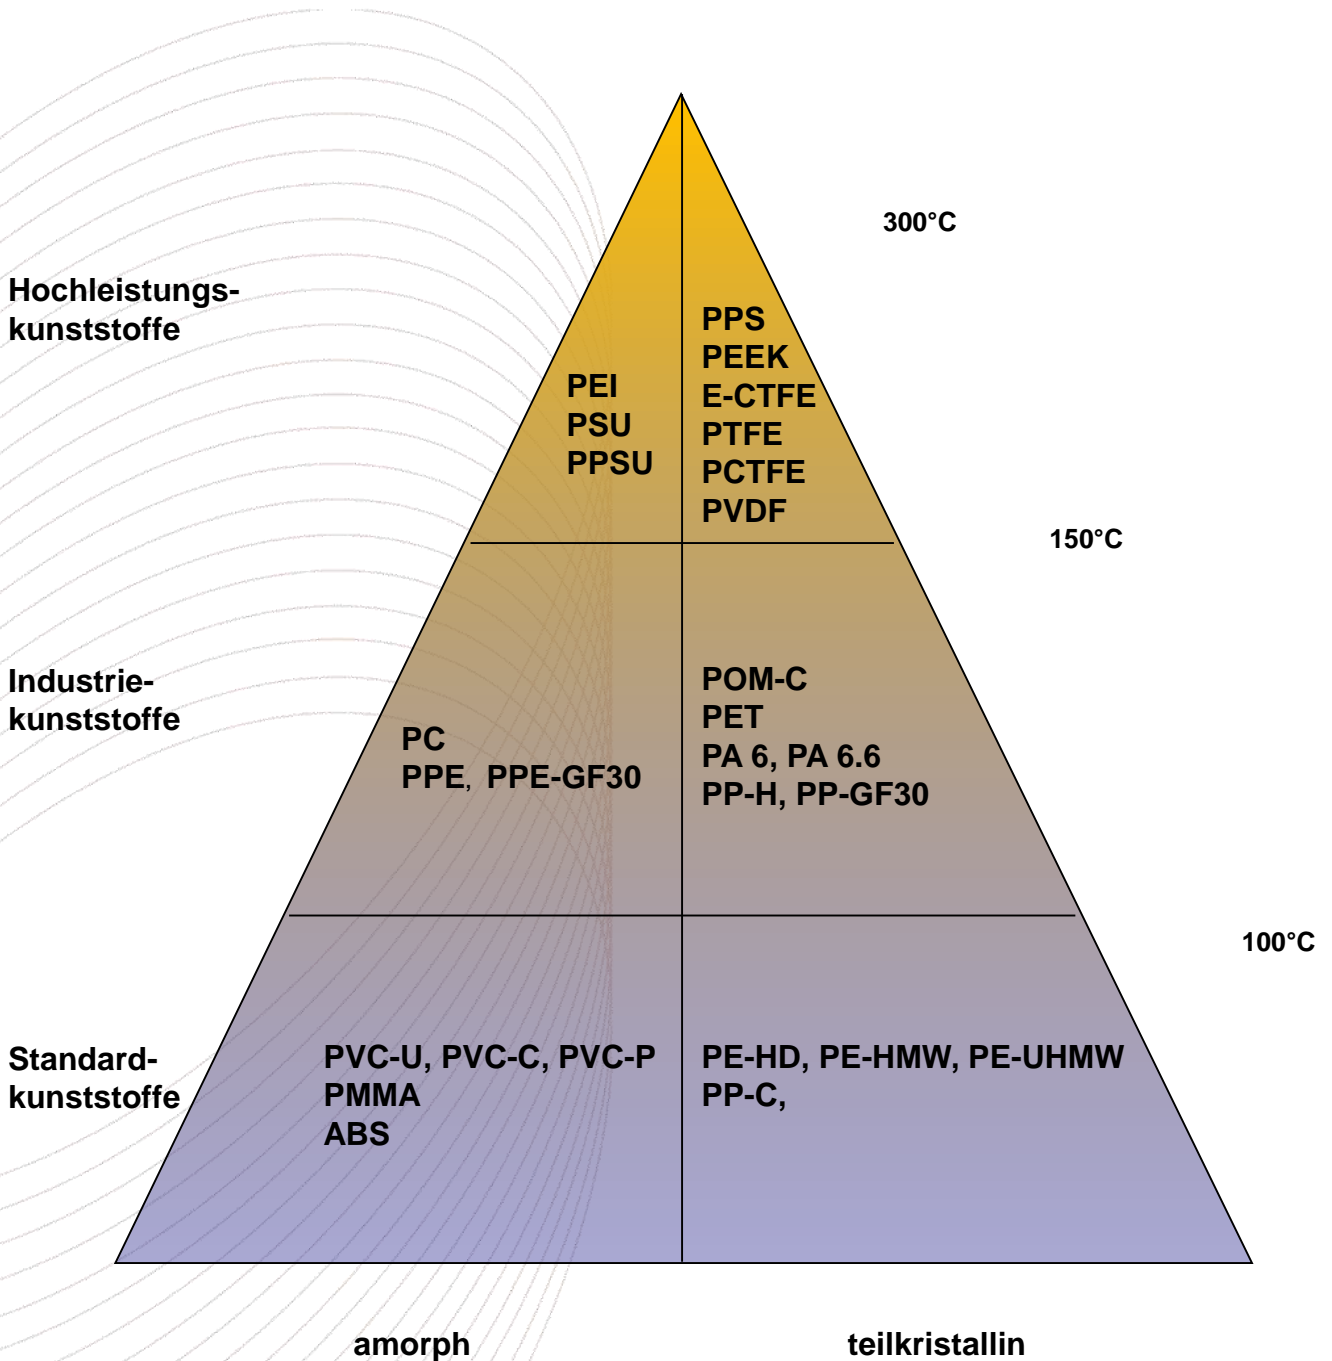 300°C
Hochleistungs-
kunststoffe
PEI
PSU
PPSU
PPS
PEEK
E-CTFE
PTFE
PCTFE
PVDF
150°C
Industrie-
kunststoffe
PC
PPE, PPE-GF30
POM-C
PET
PA 6, PA 6.6
PP-H, PP-GF30
100°C
Standard-
kunststoffe
PVC-U, PVC-C, PVC-P
PMMA
ABS
PE-HD, PE-HMW, PE-UHMW
PP-C,
amorph
teilkristallin